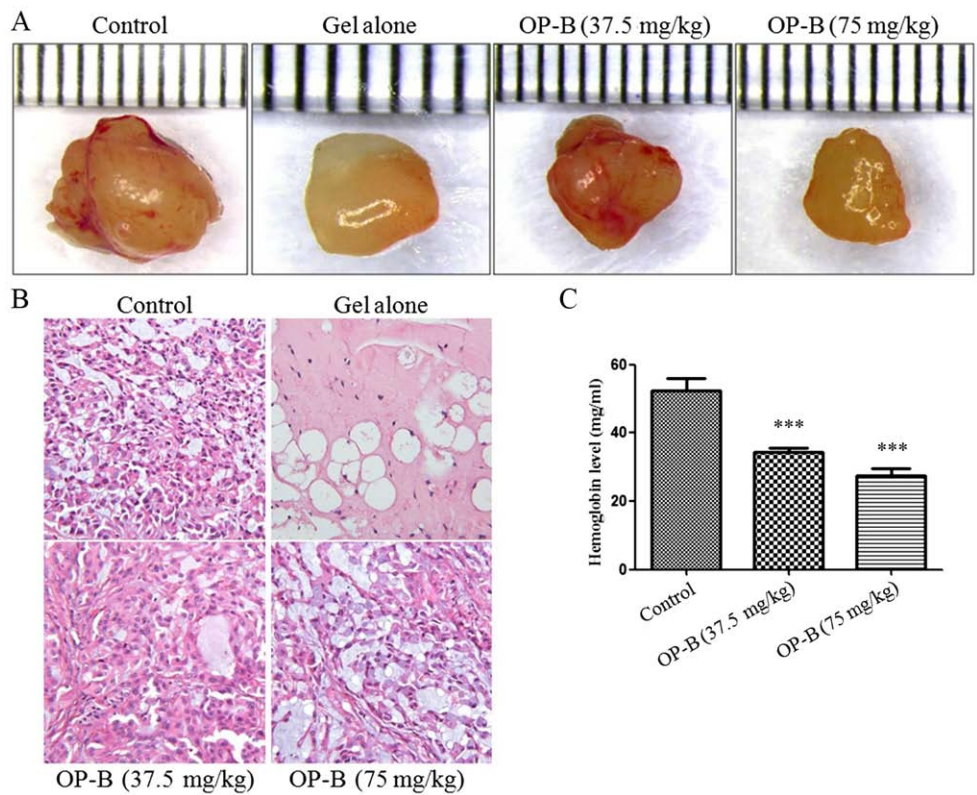 A
Control
Gel alone
OP-B (37.5 mg/kg)
OP-B (75 mg/kg)
B
Control
Gel alone
OP-B (37.5 mg/kg)
OP-B (75 mg/kg)
C
Hemoglobin level (mg/ml)
60
40
20
0
***
***
Control
OP-B (37.5 mg/kg)
OP-B (75 mg/kg)